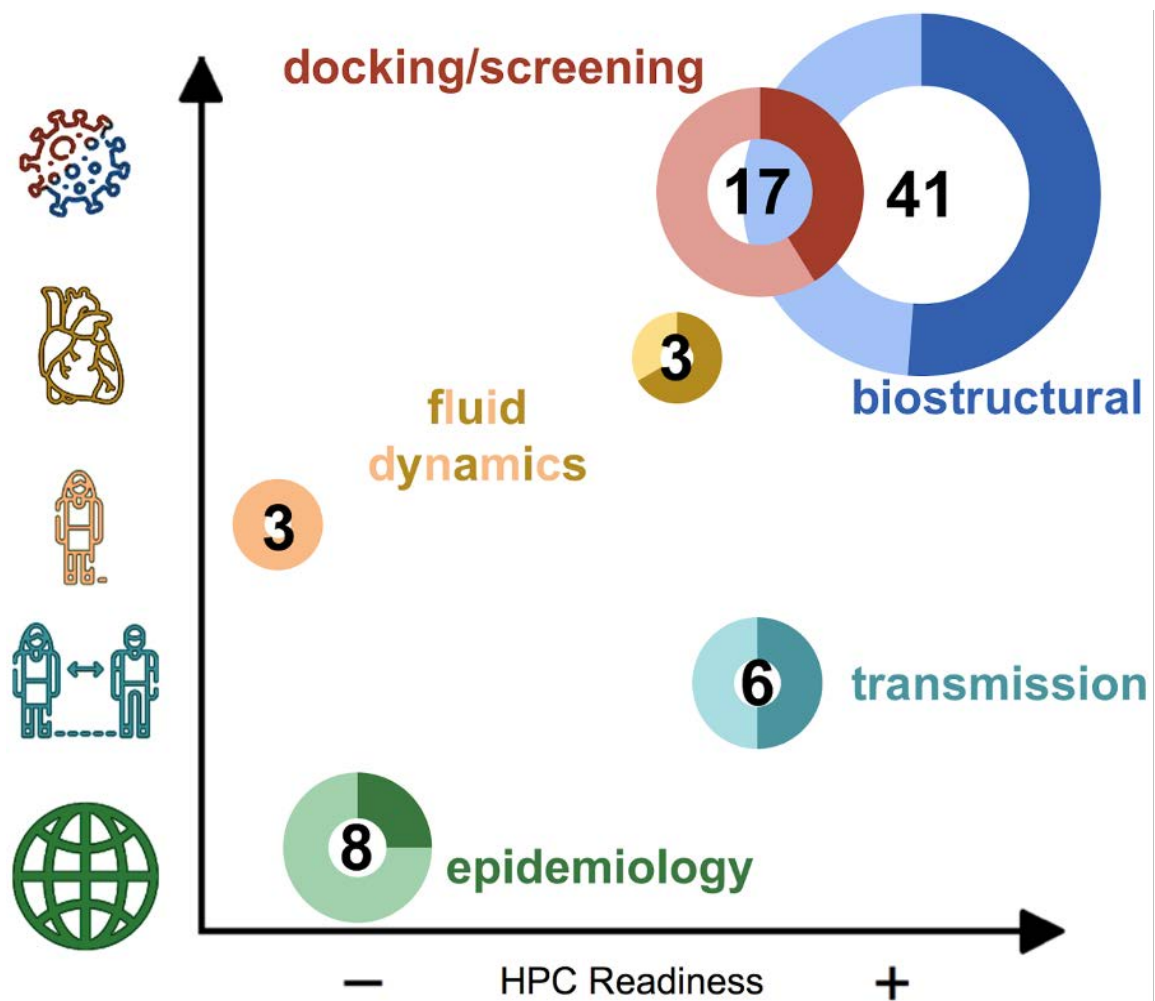 docking/screening
17
41
3
biostructural
fluid
dynamics
3
6
transmission
8
epidemiology
− HPC Readiness +